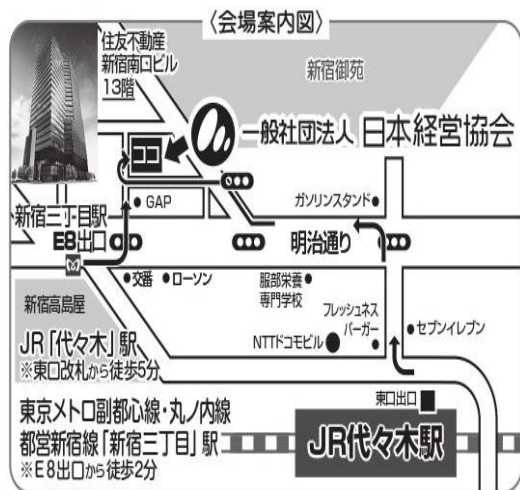 〈会場案内図〉
住友不動産
新宿南口ビル
13階
新宿御苑
一般社団法人 日本経営協会
ココ
GAP
ガソリンスタンド
新宿三丁目駅
E8出口
明治通り
交番
ローソン
服部栄養
専門学校
新宿高島屋
フレッシュネス
バーガー
セブンイレブン
NTTドコモビル
JR「代々木」駅
※東口改札から徒歩5分
東口出口
東京メトロ副都心線・丸ノ内線
都営新宿線「新宿三丁目」駅
※E8出口から徒歩2分
JR代々木駅